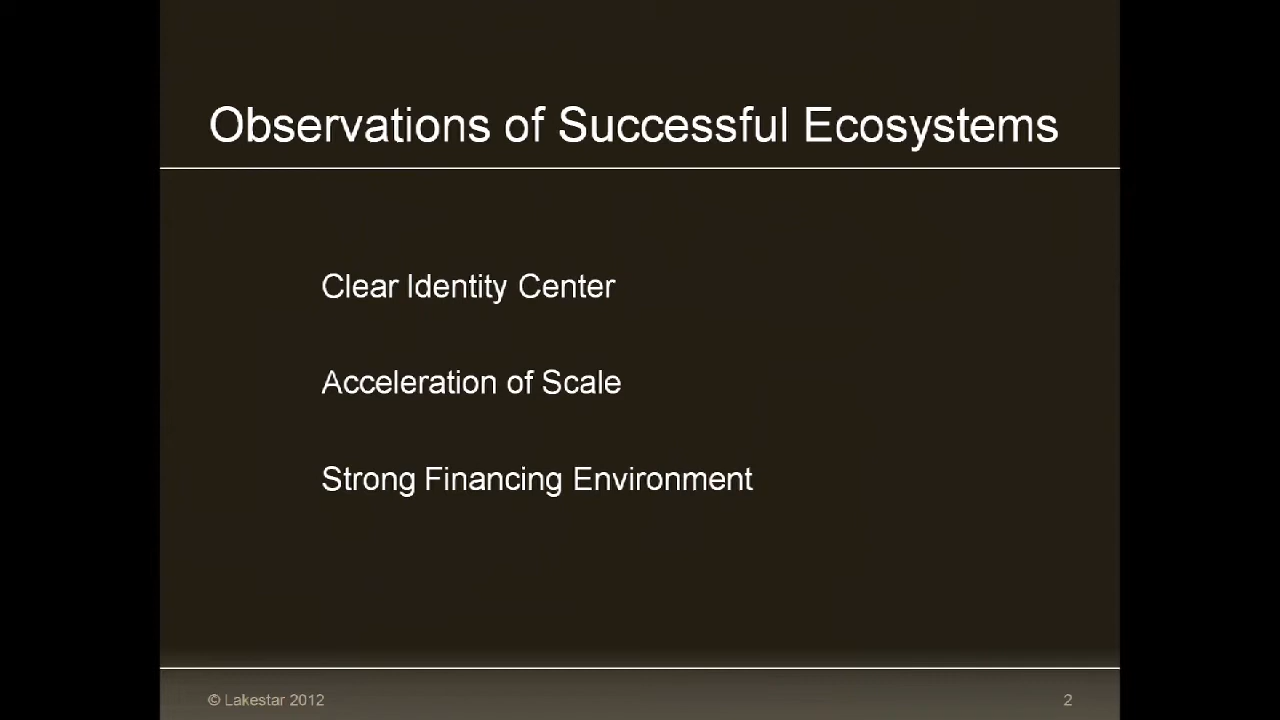 Observations of Successful Ecosystems
Clear Identity Center
Acceleration of Scale
Strong Financing Environment
© Lakestar 2012
2